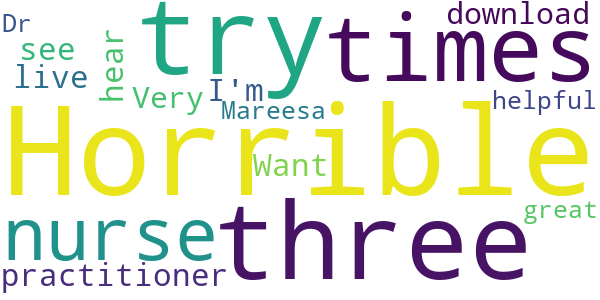 Dr
try
times
download
see
hear
live
Very
I'm
Mareesa
helpful
Horrible
Want
nurse
three
great
practitioner